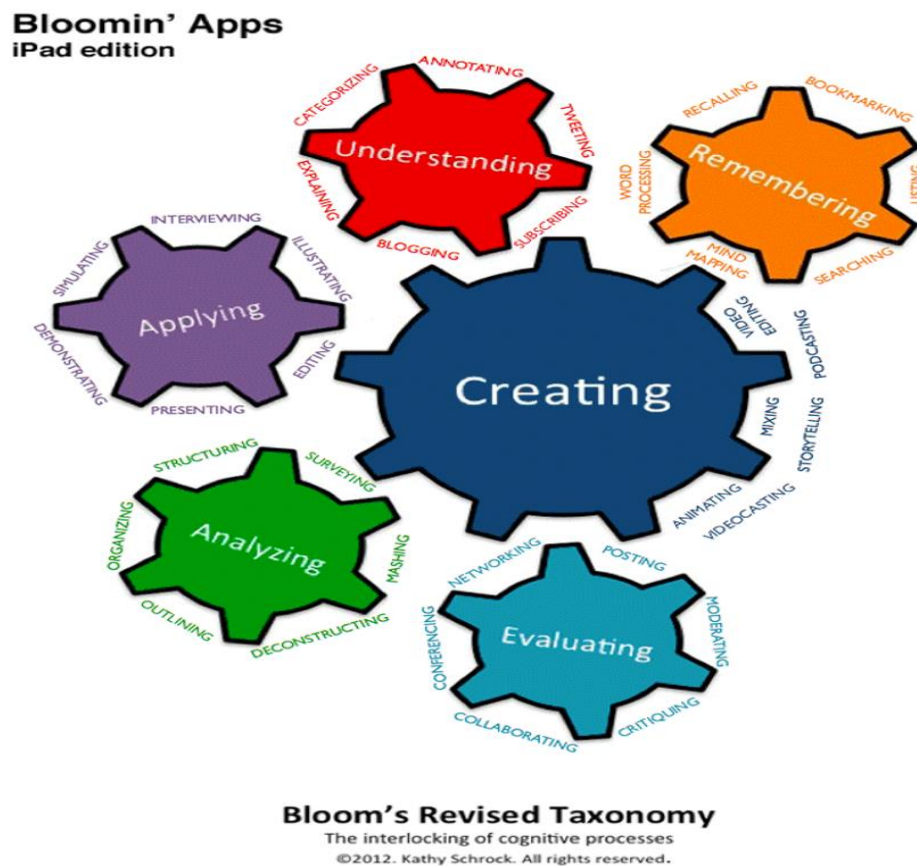 Bloomin' Apps
iPad edition
CATEGORIZING
ANNOTATING
TWEETING
SUBSCRIBING
BLOGGING
EXPLAINING
Understanding
RECALLING
BOOKMARKING
LISTING
SEARCHING
MIND
MAPPING
WORD
PROCESSING
Remembering
SIMULATING
INTERVIEWING
ILLUSTRATING
EDITING
PRESENTING
DEMONSTRATING
Applying
Creating
VIDEO
EDITING
PODCASTING
MIXING
STORYTELLING
ANIMATING
VIDEOCASTING
STRUCTURING
SURVEYING
MASHING
DECONSTRUCTING
OUTLINING
ORGANIZING
Analyzing
NETWORKING
POSTING
MODERATING
CRITIQUING
COLLABORATING
CONFERENCING
Evaluating
Bloom's Revised Taxonomy
The interlocking of cognitive processes
©2012. Kathy Schrock. All rights reserved.